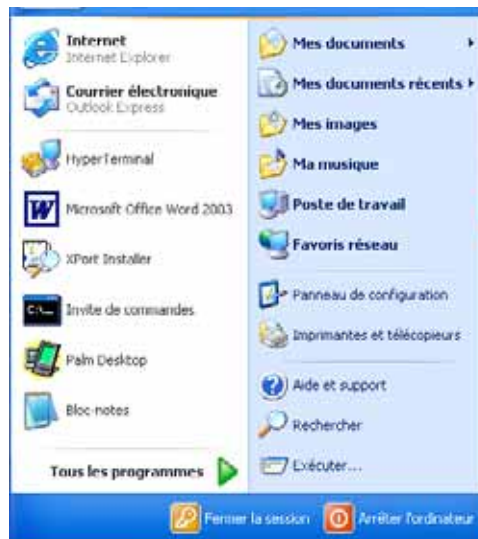 Internet
Internet Explorer
Courrier électronique
Outlook Express
HyperTerminal
Microsoft Office Word 2003
XPort Installer
Invite de commandes
Palm Desktop
Bloc-notes
Tous les programmes
Mes documents
Mes documents récents
Mes images
Ma musique
Poste de travail
Favoris réseau
Panneau de configuration
Imprimantes et télécopieurs
Aide et support
Rechercher
Exécuter...
Fermer la session
Arrêter l'ordinateur